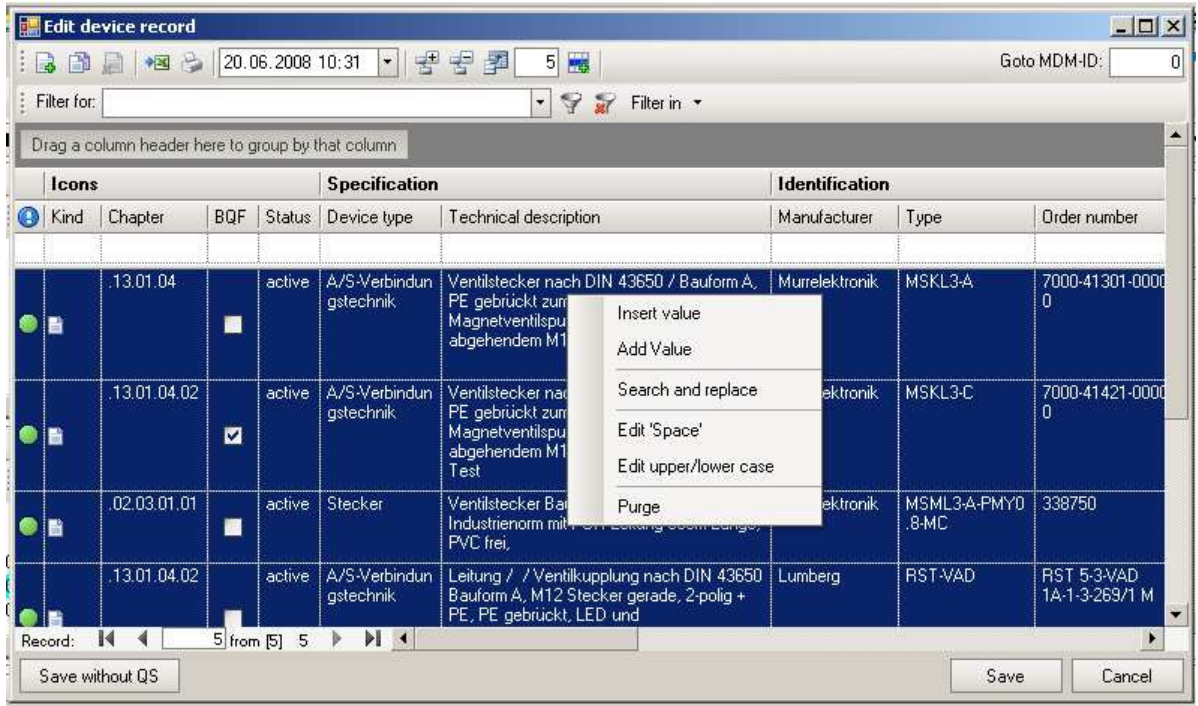 Edit device record
20.06.2008 10:31
5
Goto MDM-ID:
0
Filter for:
Filter in
Drag a column header here to group by that column
Icons
Specification
Identification
Kind
Chapter
BQF
Status
Device type
Technical description
Manufacturer
Type
Order number
.13.01.04
active
A/S-Verbindun
gstechnik
Ventilstecker nach DIN 43650 / Bauform A,
PE gebrückt zum
Magnetventilspu
abgehendem M1
Murrelektronik
MSKL3-A
7000-41301-0000
0
.13.01.04.02
active
A/S-Verbindun
gstechnik
Ventilstecker nac
PE gebrückt zum
Magnetventilspu
abgehendem M1
Test
ektronik
MSKL3-C
7000-41421-0000
0
.02.03.01.01
active
Stecker
Ventilstecker Bau
Industrienorm mit
PVC frei,
ektronik
MSML3-A-PMY0
.8-MC
338750
.13.01.04.02
active
A/S-Verbindun
gstechnik
Leitung / / Ventilkupplung nach DIN 43650
Bauform A, M12 Stecker gerade, 2-polig +
PE, PE gebrückt, LED und
Lumberg
RST-VAD
RST 5-3-VAD
1A-1-3-269/1 M
Insert value
Add Value
Search and replace
Edit 'Space'
Edit upper/lower case
Purge
Record:
5 from [5] 5
Save without QS
Save
Cancel